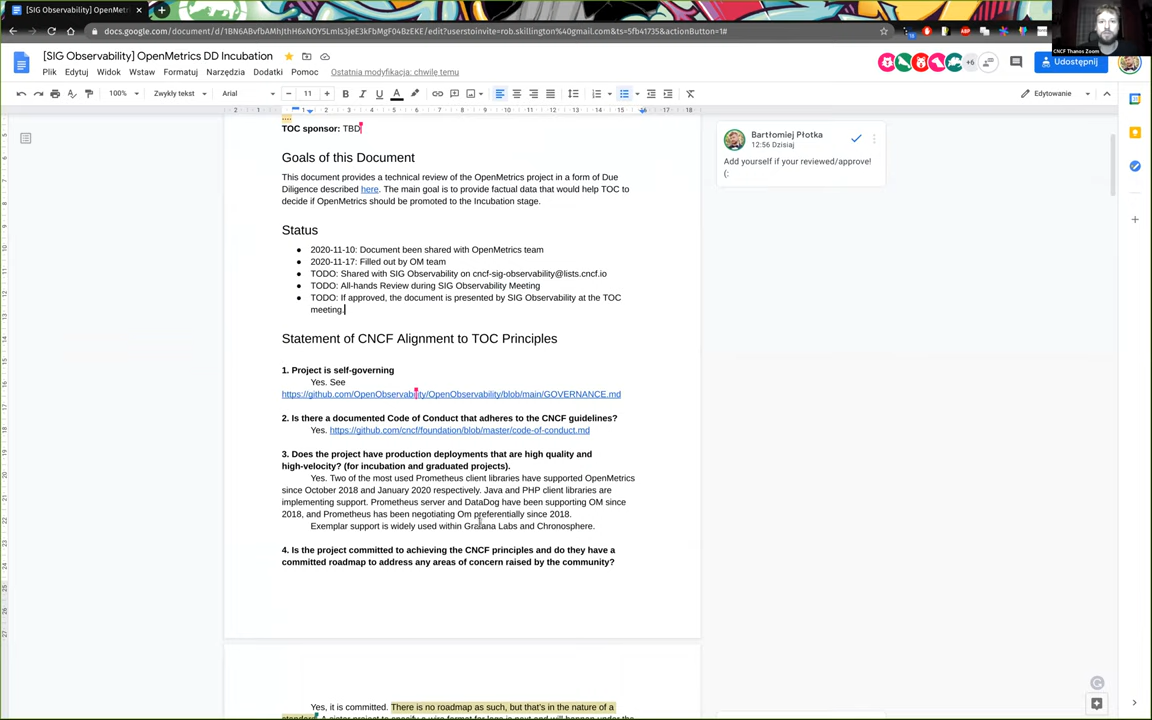 [SIG Observability] OpenMetri
docs.google.com/document/d/1BN6ABvfbAMhJthH6xNOY5Lmls3jeE3kFbMgF04BzEKE/edit?userstoinvite=rob.skillington%40gmail.com&ts=5fb41735&actionButton=1#
CNCF Thanos Zoom
[SIG Observability] OpenMetrics DD Incubation
Plik Edytuj Widok Wstaw Formatuj Narzędzia Dodatki Pomoc Ostatnia modyfikacja: chwilę temu
+6
Udostępnij
100% Zwykły tekst Arial 11 Edytowanie
TOC sponsor: TBD
Goals of this Document
This document provides a technical review of the OpenMetrics project in a form of Due
Diligence described here. The main goal is to provide factual data that would help TOC to
decide if OpenMetrics should be promoted to the Incubation stage.
Status
● 2020-11-10: Document been shared with OpenMetrics team
● 2020-11-17: Filled out by OM team
● TODO: Shared with SIG Observability on cncf-sig-observability@lists.cncf.io
● TODO: All-hands Review during SIG Observability Meeting
● TODO: If approved, the document is presented by SIG Observability at the TOC
meeting.
Statement of CNCF Alignment to TOC Principles
1. Project is self-governing
Yes. See
https://github.com/OpenObservability/OpenObservability/blob/main/GOVERNANCE.md
2. Is there a documented Code of Conduct that adheres to the CNCF guidelines?
Yes. https://github.com/cncf/foundation/blob/master/code-of-conduct.md
3. Does the project have production deployments that are high quality and
high-velocity? (for incubation and graduated projects).
Yes. Two of the most used Prometheus client libraries have supported OpenMetrics
since October 2018 and January 2020 respectively. Java and PHP client libraries are
implementing support. Prometheus server and DataDog have been supporting OM since
2018, and Prometheus has been negotiating Om preferentially since 2018.
Exemplar support is widely used within Grafana Labs and Chronosphere.
4. Is the project committed to achieving the CNCF principles and do they have a
committed roadmap to address any areas of concern raised by the community?
Yes, it is committed. There is no roadmap as such, but that's in the nature of a
Bartłomiej Płotka
12:56 Dzisiaj
Add yourself if your reviewed/approve!
(: